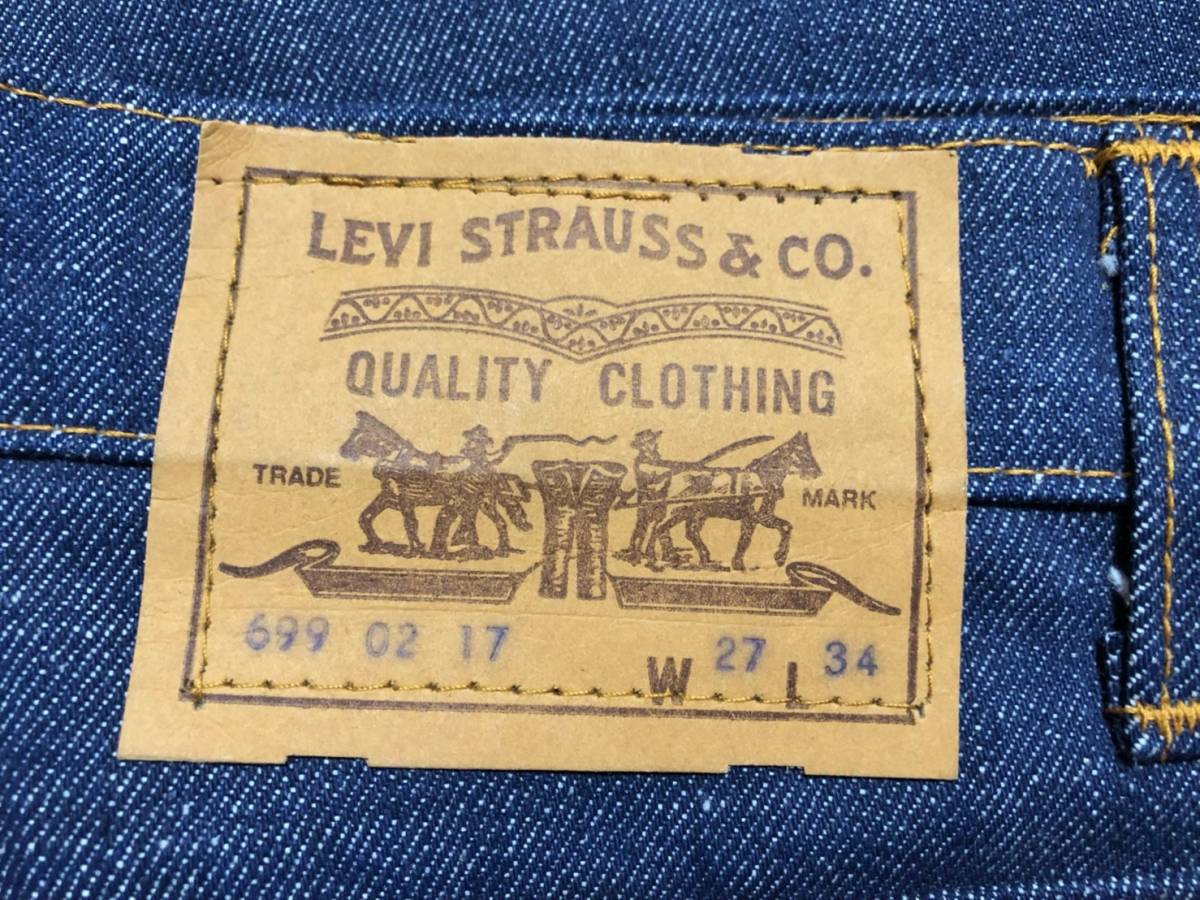 LEVI STRAUSS & CO.
QUALITY CLOTHING
TRADE MARK
699 02 17 W 27 L 34